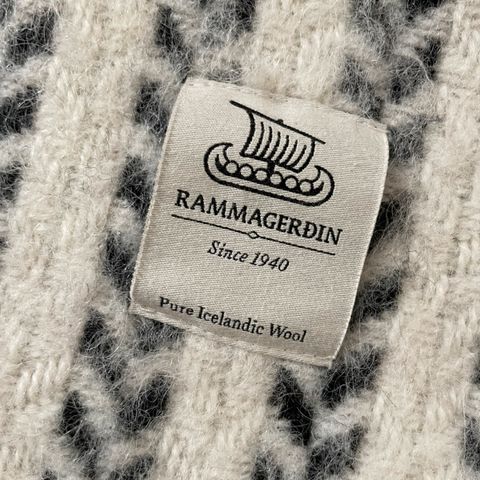 RAMMAGERÐIN
Since 1940
Pure Icelandic Wool